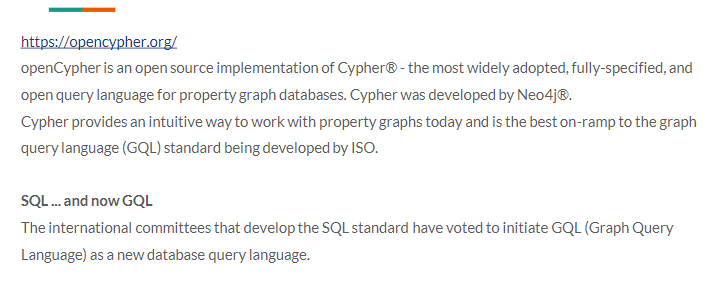 https://opencypher.org/
openCypher is an open source implementation of Cypher® - the most widely adopted, fully-specified, and
open query language for property graph databases. Cypher was developed by Neo4j®.
Cypher provides an intuitive way to work with property graphs today and is the best on-ramp to the graph
query language (GQL) standard being developed by ISO.
SQL ... and now GQL
The international committees that develop the SQL standard have voted to initiate GQL (Graph Query
Language) as a new database query language.